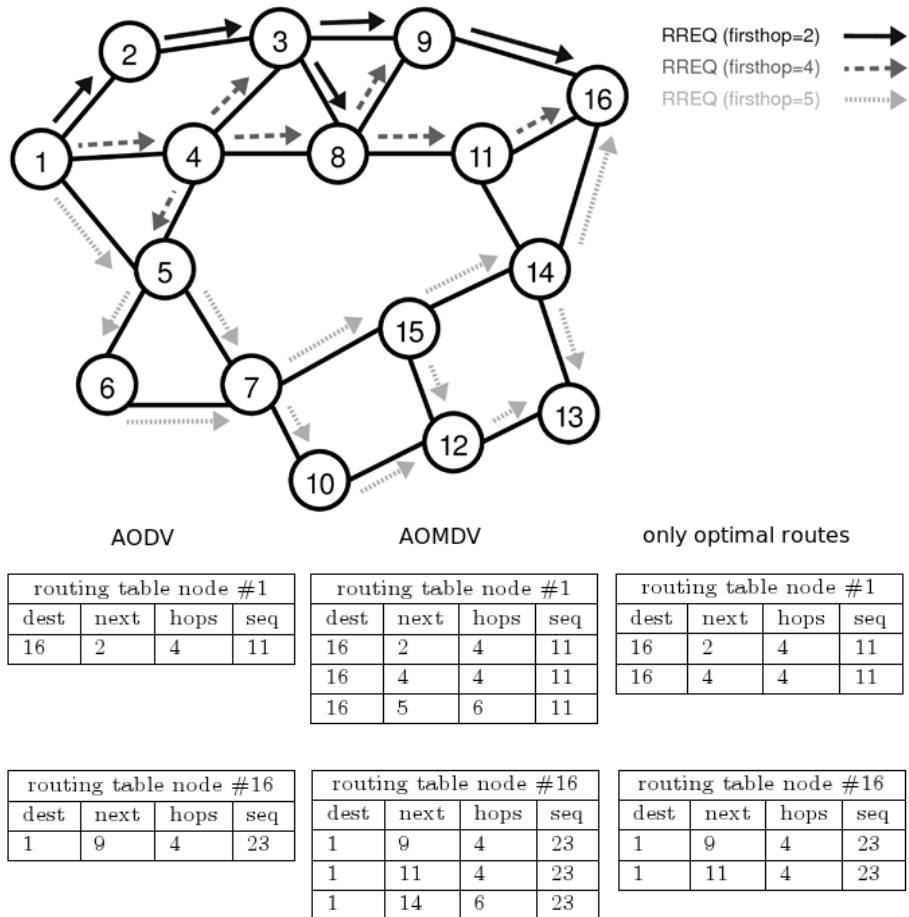 RREQ (firsthop=2)
RREQ (firsthop=4)
RREQ (firsthop=5)
1
2
3
9
16
4
8
11
5
14
15
6
7
13
12
10
AODV
AOMDV
only optimal routes
routing table node #1
dest next hops seq
16 2 4 11
routing table node #1
dest next hops seq
16 2 4 11
16 4 4 11
16 5 6 11
routing table node #1
dest next hops seq
16 2 4 11
16 4 4 11
routing table node #16
dest next hops seq
1 9 4 23
routing table node #16
dest next hops seq
1 9 4 23
1 11 4 23
1 14 6 23
routing table node #16
dest next hops seq
1 9 4 23
1 11 4 23